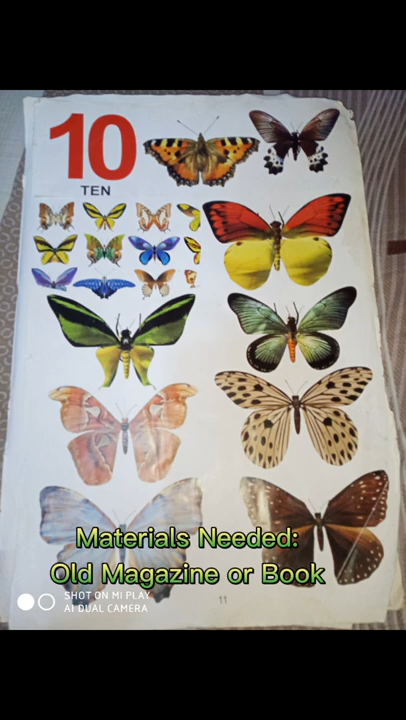 10
TEN
Materials Needed:
Old Magazine or Book
SHOT ON MI PLAY
AI DUAL CAMERA
11